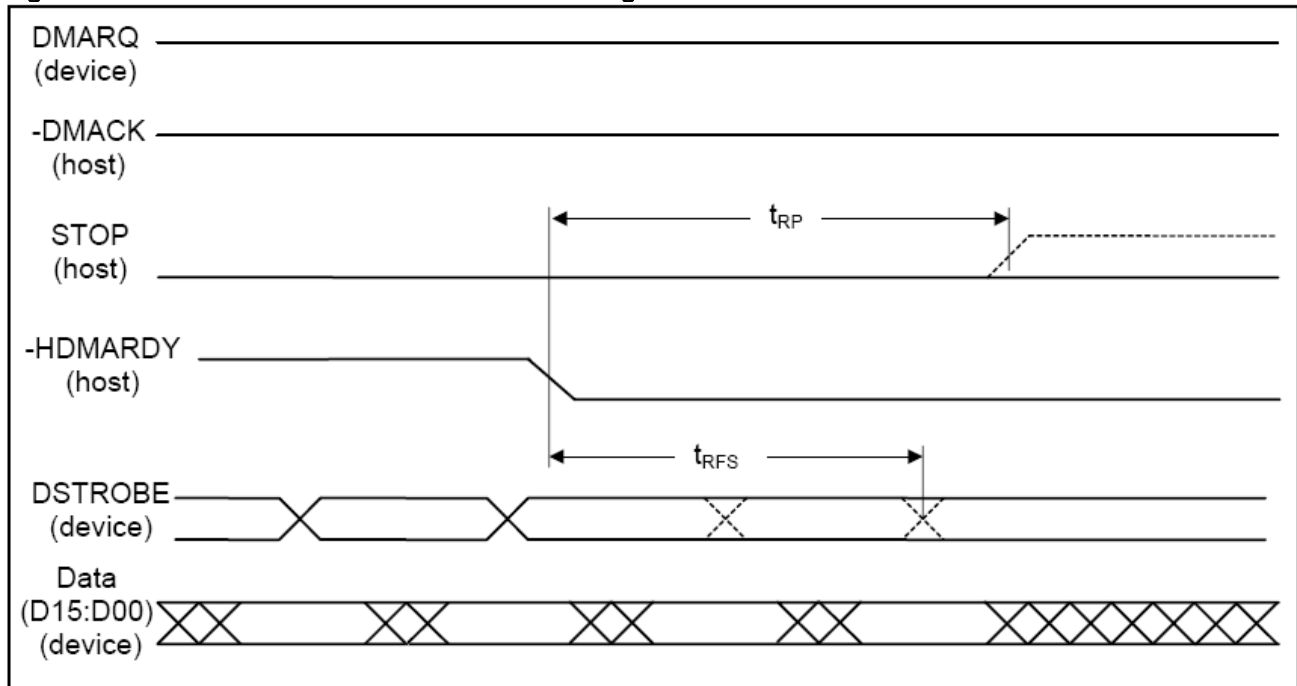 DMARQ
(device)
-DMACK
(host)
STOP
(host)
tRP
-HDMARDY
(host)
tRFS
DSTROBE
(device)
Data
(D15:D00)
(device)